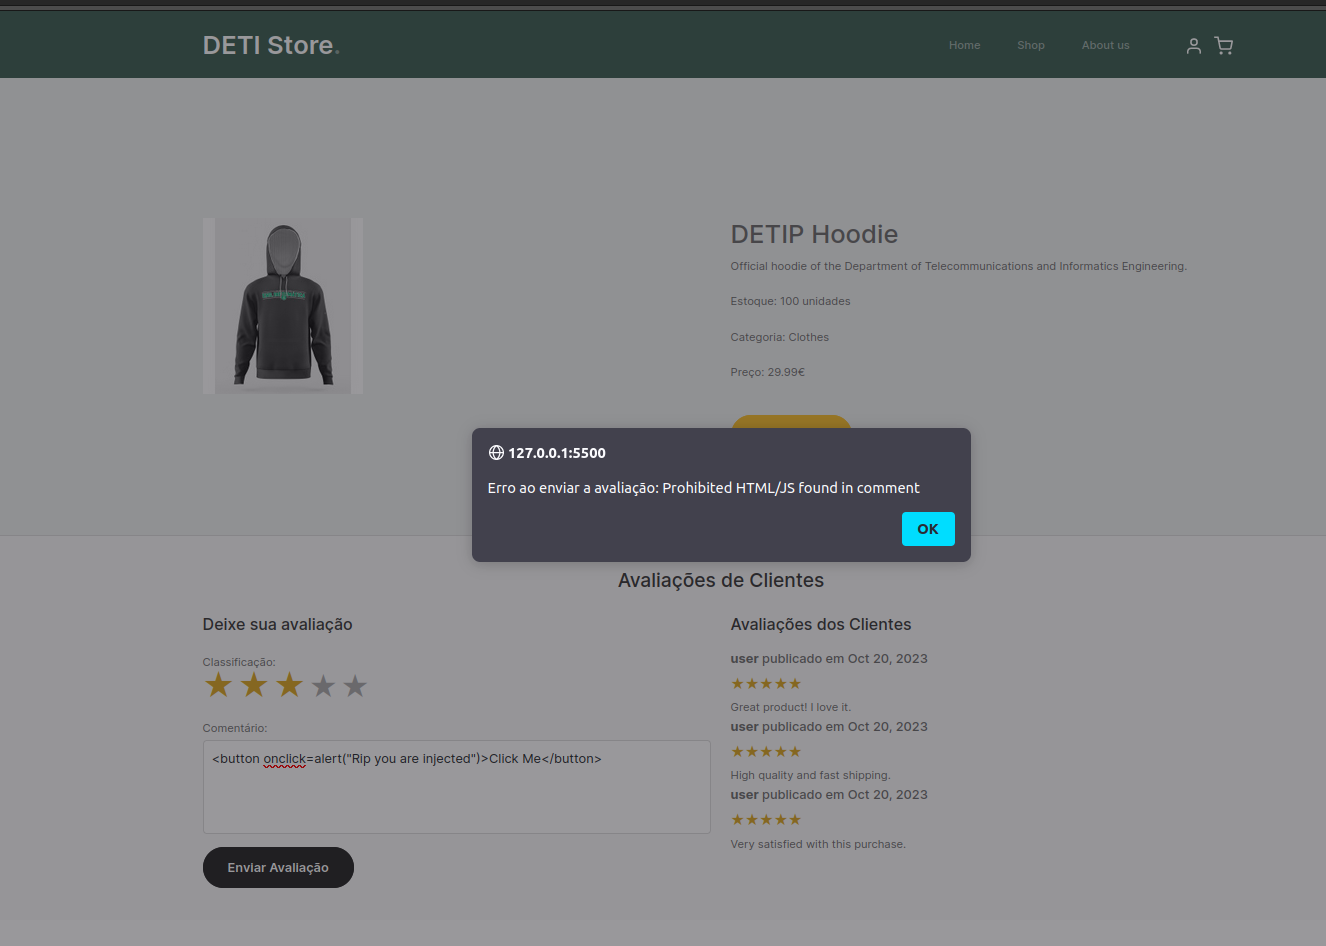 DETI Store.
Home Shop About us
DETIP Hoodie
Official hoodie of the Department of Telecommunications and Informatics Engineering.
Estoque: 100 unidades
Categoria: Clothes
Preço: 29.99€
127.0.0.1:5500
Erro ao enviar a avaliação: Prohibited HTML/JS found in comment
OK
Avaliações de Clientes
Deixe sua avaliação
Classificação:
Comentário:
<button onclick=alert("Rip you are injected")>Click Me</button>
Enviar Avaliação
Avaliações dos Clientes
user publicado em Oct 20, 2023
Great product! I love it.
user publicado em Oct 20, 2023
High quality and fast shipping.
user publicado em Oct 20, 2023
Very satisfied with this purchase.